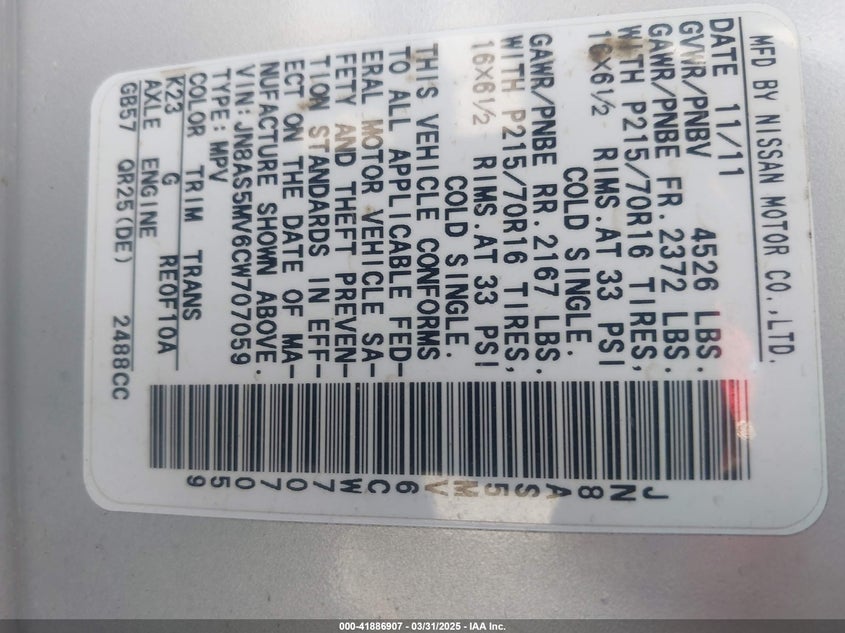 MFD BY NISSAN MOTOR CO.,LTD.
DATE 11/11
GVWR/PNBV 4526 LBS.
GAWR/PNBE FR. 2372 LBS.
WITH P215/70R16 TIRES,
16X6½ RIMS.AT 33 PSI
COLD SINGLE.
GAWR/PNBE RR. 2167 LBS.
WITH P215/70R16 TIRES,
16X6½ RIMS.AT 33 PSI
COLD SINGLE.
THIS VEHICLE CONFORMS
TO ALL APPLICABLE FED-
ERAL MOTOR VEHICLE SA-
FETY AND THEFT PREVEN-
TION STANDARDS IN EFF-
ECT ON THE DATE OF MA-
NUFACTURE SHOWN ABOVE.
VIN: JN8AS5MV6CW707059
TYPE: MPV
COLOR TRIM TRANS
K23 G RE0F10A
AXLE ENGINE
GB57 QR25(DE) 2488CC
JN8AS5MV6CW707059
000-41886907 - 03/31/2025 - IAA Inc.